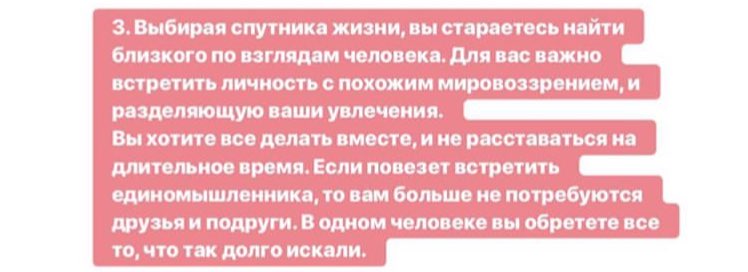 3. Выбирая спутника жизни, вы стараетесь найти
близкого по взглядам человека. Для вас важно
встретить личность с похожим мировоззрением, и
разделяющую ваши увлечения.
Вы хотите все делать вместе, и не расставаться на
длительное время. Если повезет встретить
единомышленника, то вам больше не потребуются
друзья и подруги. В одном человеке вы обретете все
то, что так долго искали.